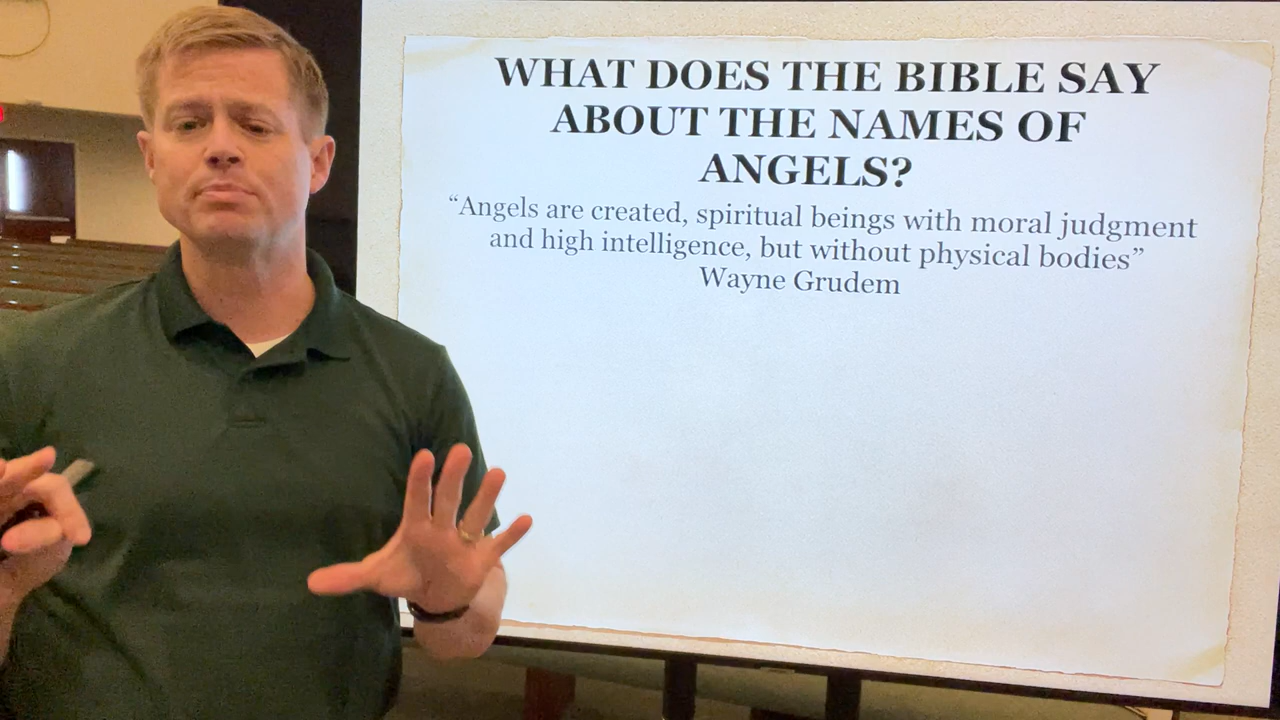 WHAT DOES THE BIBLE SAY
ABOUT THE NAMES OF
ANGELS?
“Angels are created, spiritual beings with moral judgment
and high intelligence, but without physical bodies”
Wayne Grudem